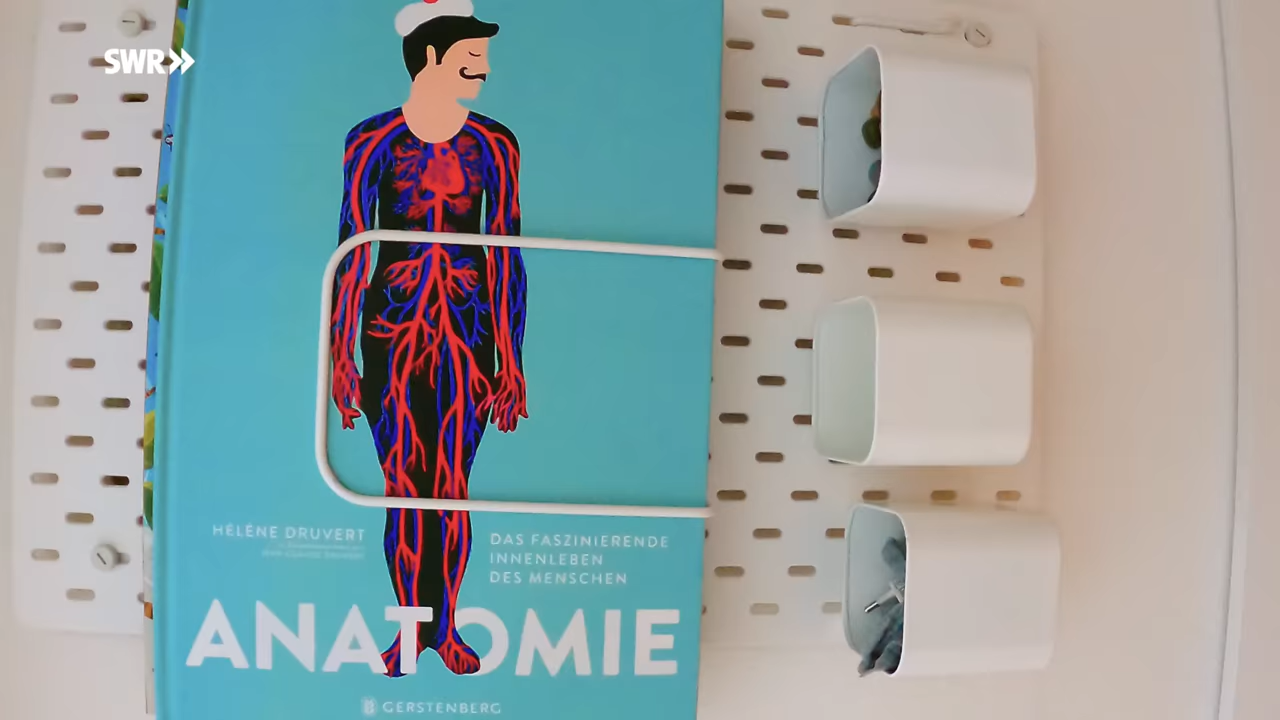 SWR
HÉLÈNE DRUVERT
DAS FASZINIERENDE
INNENLEBEN
DES MENSCHEN
ANATOMIE
GERSTENBERG